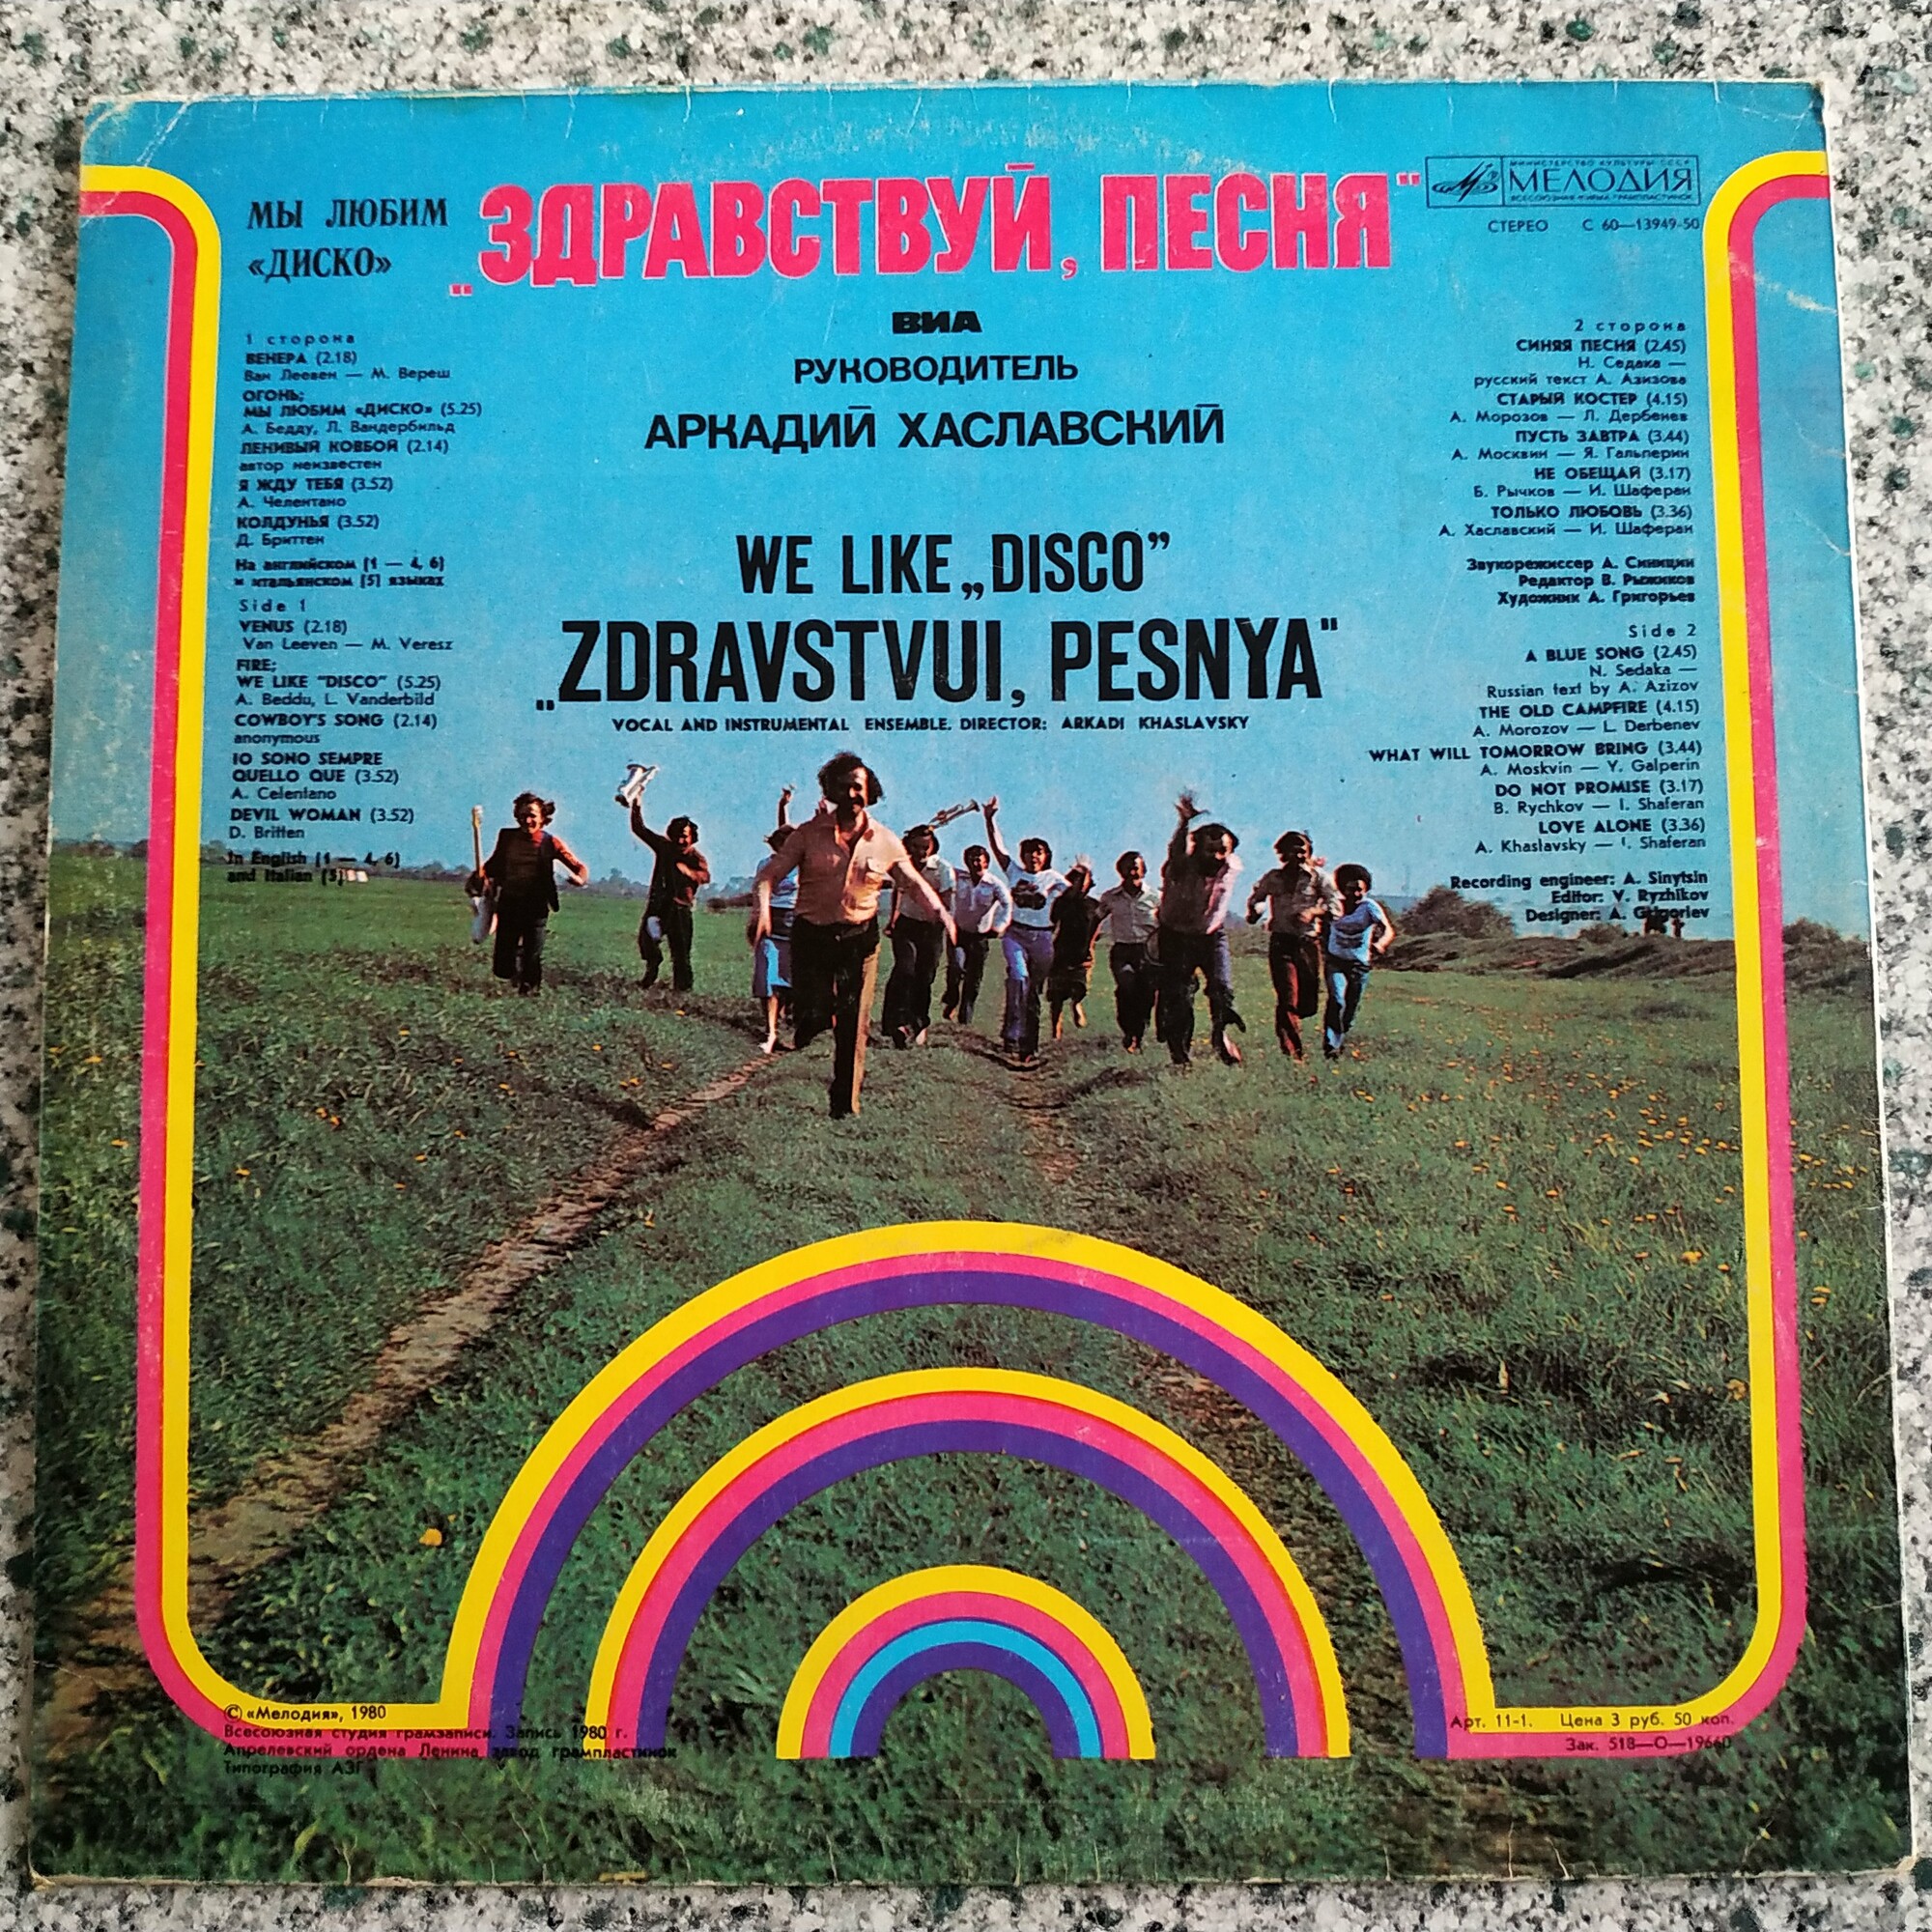 МЫ ЛЮБИМ
«ДИСКО»
„ЗДРАВСТВУЙ, ПЕСНЯ"
МИНИСТЕРСТВО КУЛЬТУРЫ СССР
МЕЛОДИЯ
ВСЕСОЮЗНАЯ ФИРМА ГРАМПЛАСТИНОК
СТЕРЕО С 60—13949-50
ВИА
РУКОВОДИТЕЛЬ
АРКАДИЙ ХАСЛАВСКИЙ
1 сторона
ВЕНЕРА (2.18)
Ван Леевен — М. Вереш
ОГОНЬ;
МЫ ЛЮБИМ «ДИСКО» (5.25)
А. Бедду, Л. Вандербильд
ЛЕНИВЫЙ КОВБОЙ (2.14)
автор неизвестен
Я ЖДУ ТЕБЯ (3.52)
А. Челентано
КОЛДУНЬЯ (3.52)
Д. Бриттен
На английском (1 — 4, 6)
и итальянском (5) языках
Side 1
VENUS (2.18)
Van Leeven — M. Veresz
FIRE;
WE LIKE "DISCO" (5.25)
A. Beddu, L. Vanderbild
COWBOY'S SONG (2.14)
anonymous
IO SONO SEMPRE
QUELLO QUE (3.52)
A. Celentano
DEVIL WOMAN (3.52)
D. Britten
In English (1 — 4, 6)
and Italian (5)
WE LIKE „DISCO”
„ZDRAVSTVUI, PESNYA"
VOCAL AND INSTRUMENTAL ENSEMBLE. DIRECTOR: ARKADI KHASLAVSKY
2 сторона
СИНЯЯ ПЕСНЯ (2.45)
Н. Седака —
русский текст А. Азизова
СТАРЫЙ КОСТЕР (4.15)
А. Морозов — Л. Дербенев
ПУСТЬ ЗАВТРА (3.44)
А. Москвин — Я. Гальперин
НЕ ОБЕЩАЙ (3.17)
Б. Рычков — И. Шаферан
ТОЛЬКО ЛЮБОВЬ (3.36)
А. Хаславский — И. Шаферан
Звукорежиссер А. Синицин
Редактор В. Рыжиков
Художник А. Григорьев
Side 2
A BLUE SONG (2.45)
N. Sedaka —
Russian text by A. Azizov
THE OLD CAMPFIRE (4.15)
A. Morozov — L. Derbenev
WHAT WILL TOMORROW BRING (3.44)
A. Moskvin — Y. Galperin
DO NOT PROMISE (3.17)
B. Rychkov — I. Shaferan
LOVE ALONE (3.36)
A. Khaslavsky — I. Shaferan
Recording engineer: A. Sinytsin
Editor: V. Ryzhikov
Designer: A. Grigoriev
© «Мелодия», 1980
Всесоюзная студия грамзаписи. Запись 1980 г.
Апрелевский ордена Ленина завод грампластинок
Типография АЗГ
Арт. 11-1. Цена 3 руб. 50 коп.
Зак. 518—О—19660